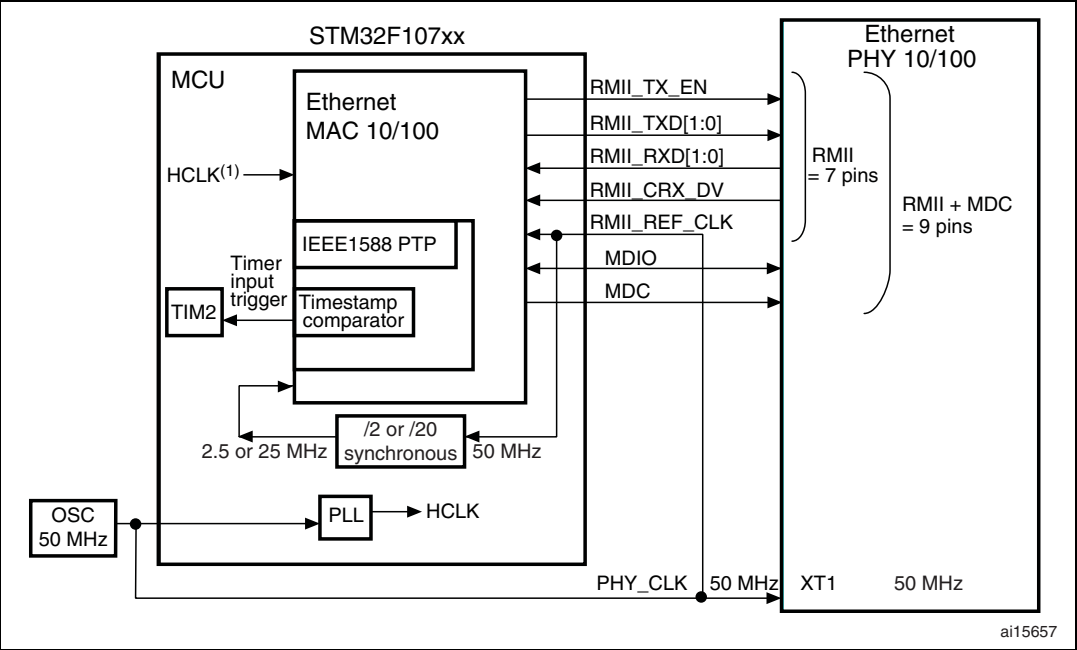 STM32F107xx
MCU
Ethernet
MAC 10/100
HCLK(1)
IEEE1588 PTP
Timer
input
trigger
TIM2
Timestamp
comparator
/2 or /20
synchronous
2.5 or 25 MHz
50 MHz
OSC
50 MHz
PLL
HCLK
RMII_TX_EN
RMII_TXD[1:0]
RMII_RXD[1:0]
RMII_CRX_DV
RMII_REF_CLK
MDIO
MDC
PHY_CLK
50 MHz
Ethernet
PHY 10/100
RMII
= 7 pins
RMII + MDC
= 9 pins
XT1
50 MHz
ai15657